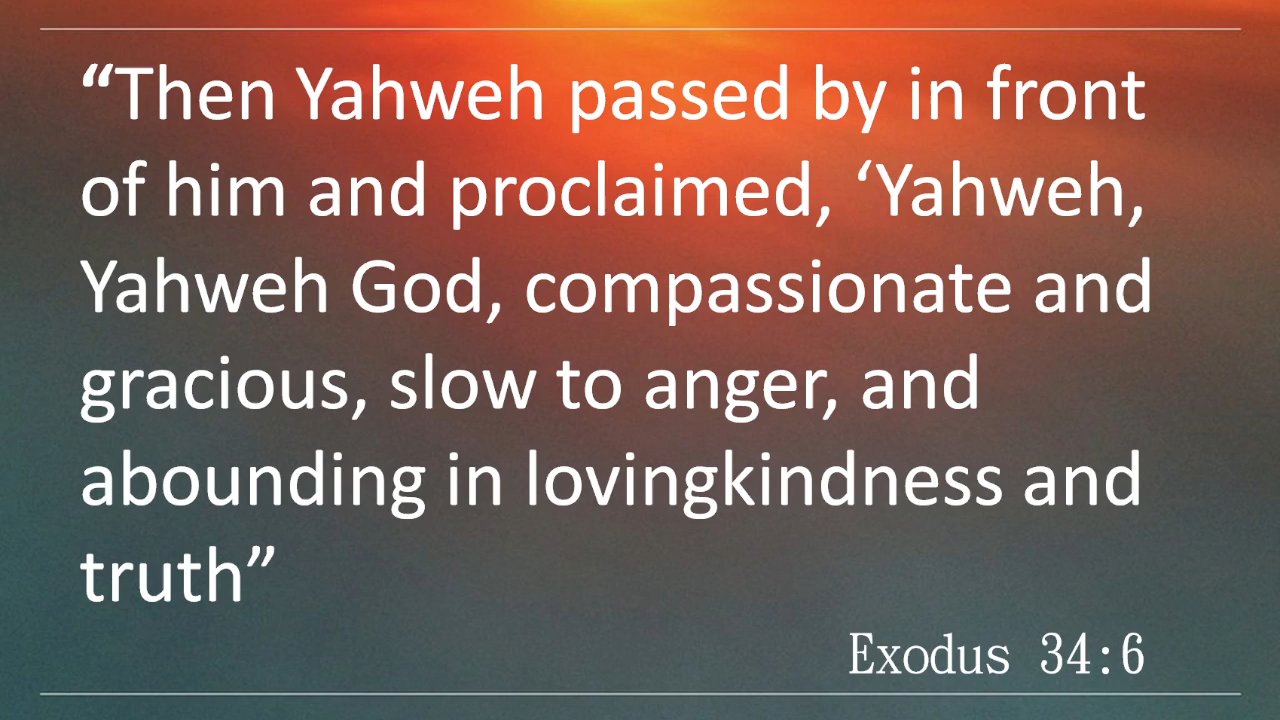 “Then Yahweh passed by in front
of him and proclaimed, ‘Yahweh,
Yahweh God, compassionate and
gracious, slow to anger, and
abounding in lovingkindness and
truth”
Exodus 34:6